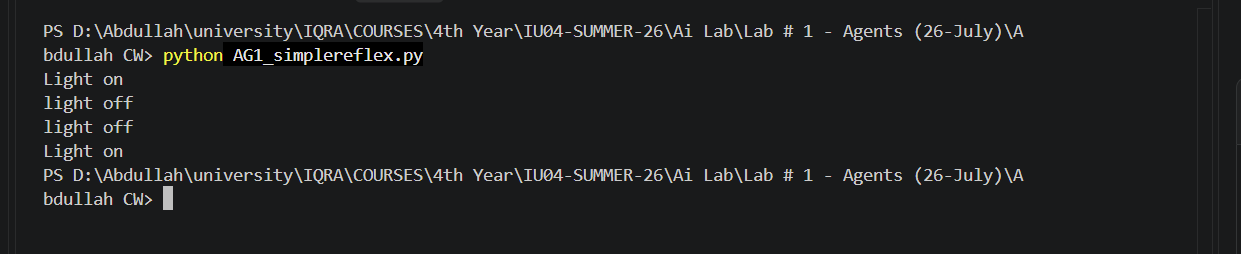 PS D:\Abdullah\university\IQRA\COURSES\4th Year\IU04-SUMMER-26\Ai Lab\Lab # 1 - Agents (26-July)\A
bdullah CW> python AG1_simplereflex.py
Light on
light off
light off
Light on
PS D:\Abdullah\university\IQRA\COURSES\4th Year\IU04-SUMMER-26\Ai Lab\Lab # 1 - Agents (26-July)\A
bdullah CW>